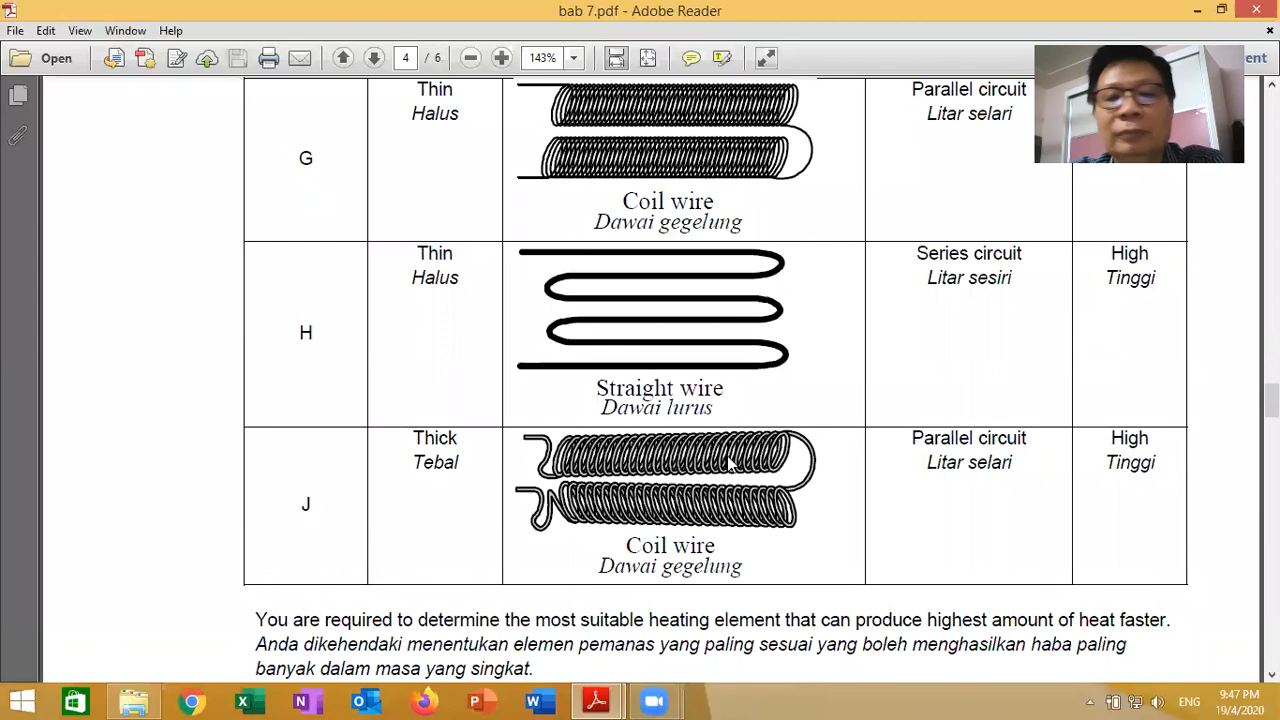 bab 7.pdf - Adobe Reader
File Edit View Window Help
Open 4 / 6 143% ent
Thin
Halus
Parallel circuit
Litar selari
G
Coil wire
Dawai gegelung
Thin
Halus
Series circuit
Litar sesiri
High
Tinggi
H
Straight wire
Dawai lurus
Thick
Tebal
Parallel circuit
Litar selari
High
Tinggi
J
Coil wire
Dawai gegelung
You are required to determine the most suitable heating element that can produce highest amount of heat faster.
Anda dikehendaki menentukan elemen pemanas yang paling sesuai yang boleh menghasilkan haba paling
banyak dalam masa yang singkat.
ENG
9:47 PM
19/4/2020